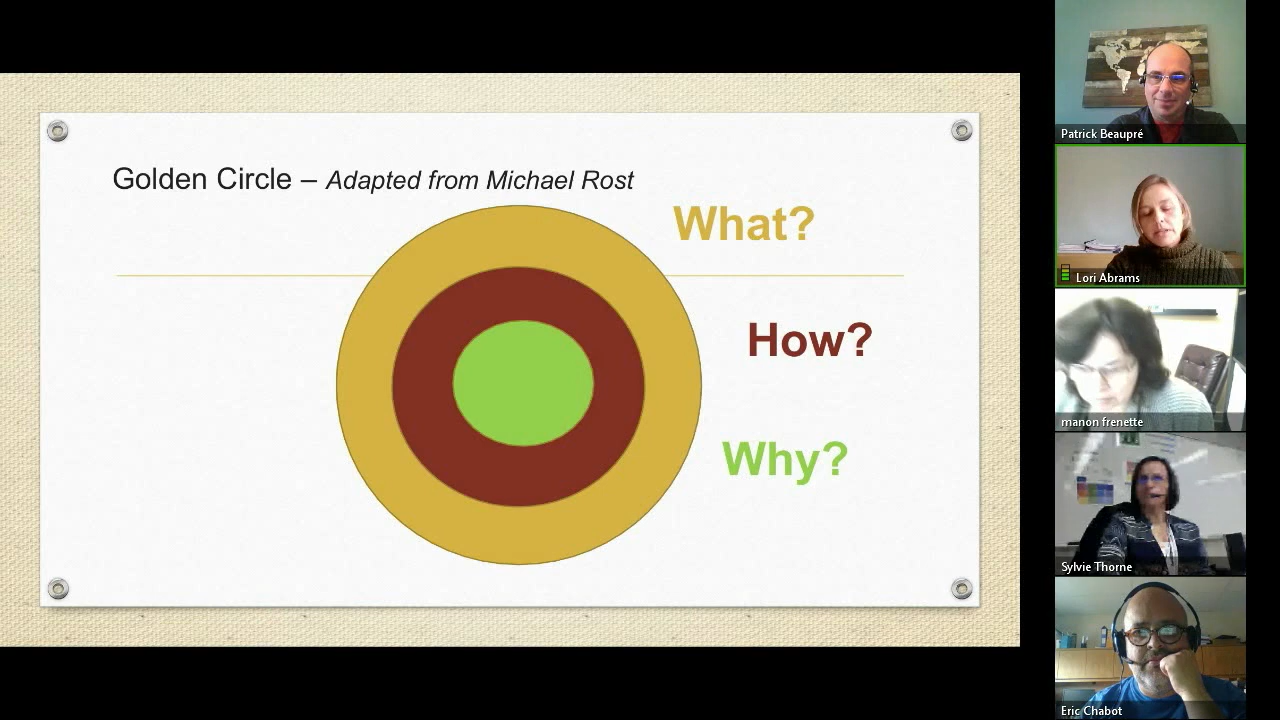 Golden Circle – Adapted from Michael Rost
What?
How?
Why?
Patrick Beaupré
Lori Abrams
manon frenette
Sylvie Thorne
Eric Chabot